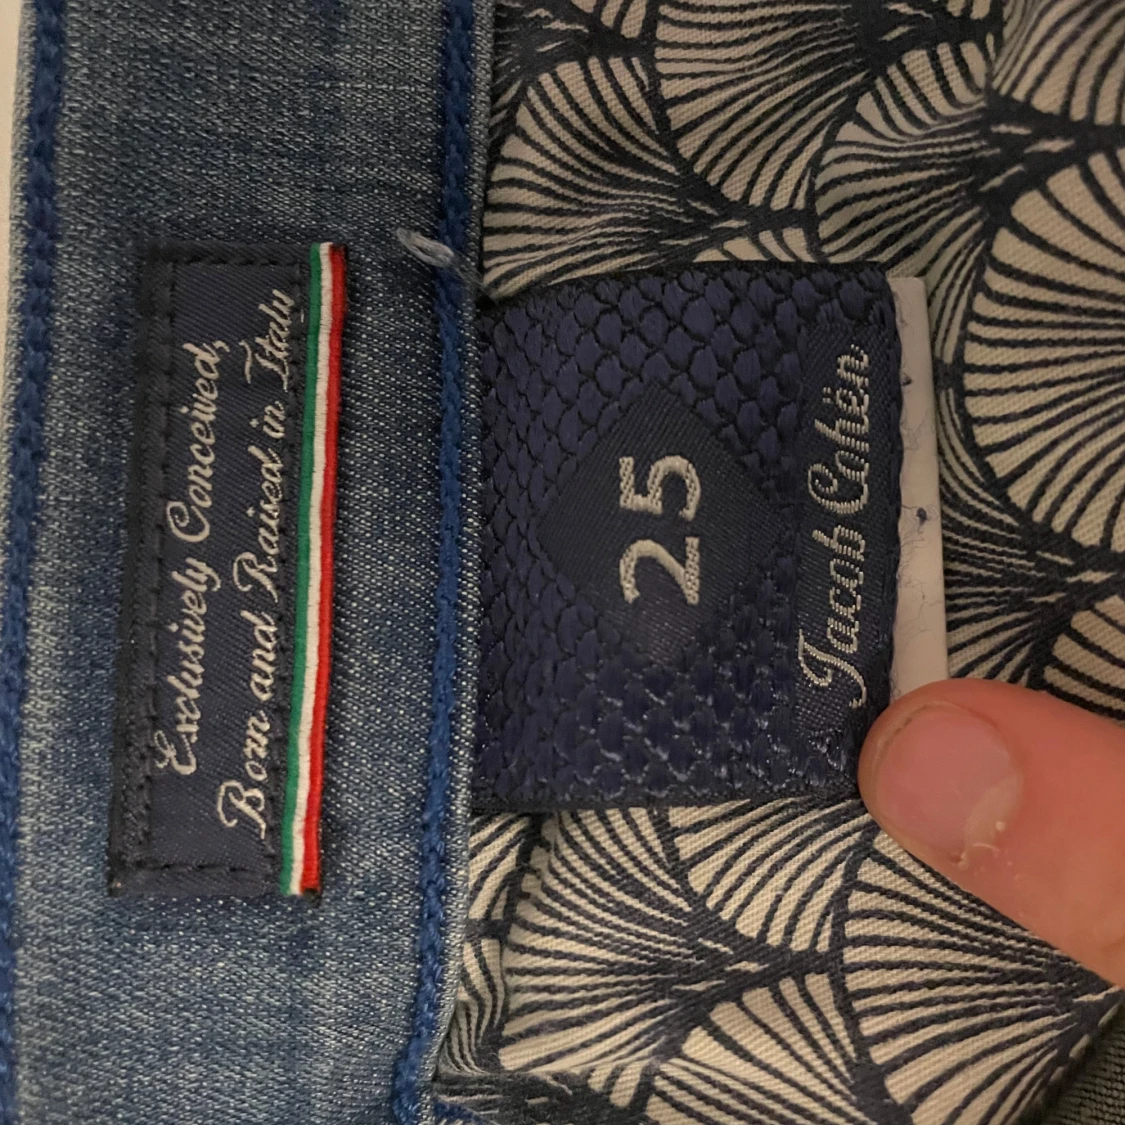 Exclusively Conceived,
Born and Raised in Italy
25
Jacob Cohën